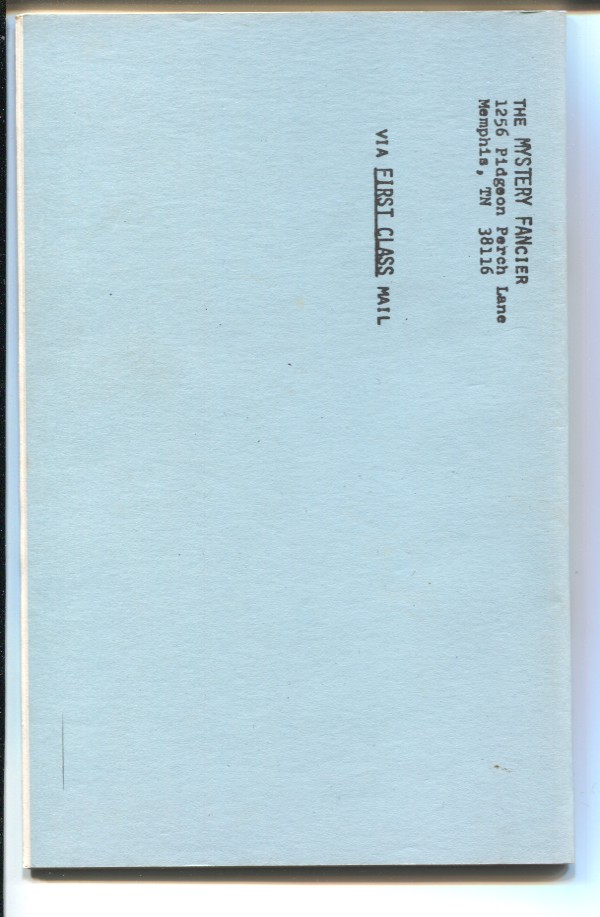 THE MYSTERY FANCIER
1256 Pidgeon Perch Lane
Memphis, TN 38116
VIA FIRST CLASS MAIL